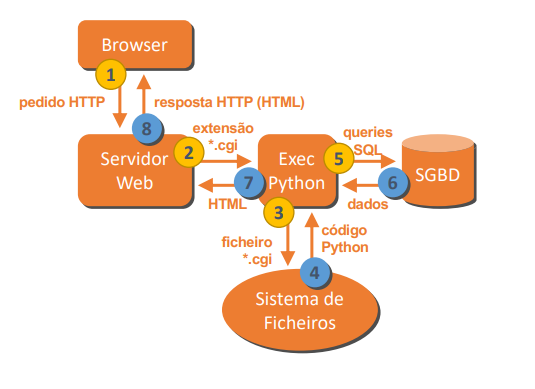 Browser
1
pedido HTTP
resposta HTTP (HTML)
8
Servidor
Web
2
extensão
*.cgi
Exec
Python
5
queries
SQL
SGBD
7
HTML
6
dados
3
ficheiro
*.cgi
código
Python
4
Sistema de
Ficheiros